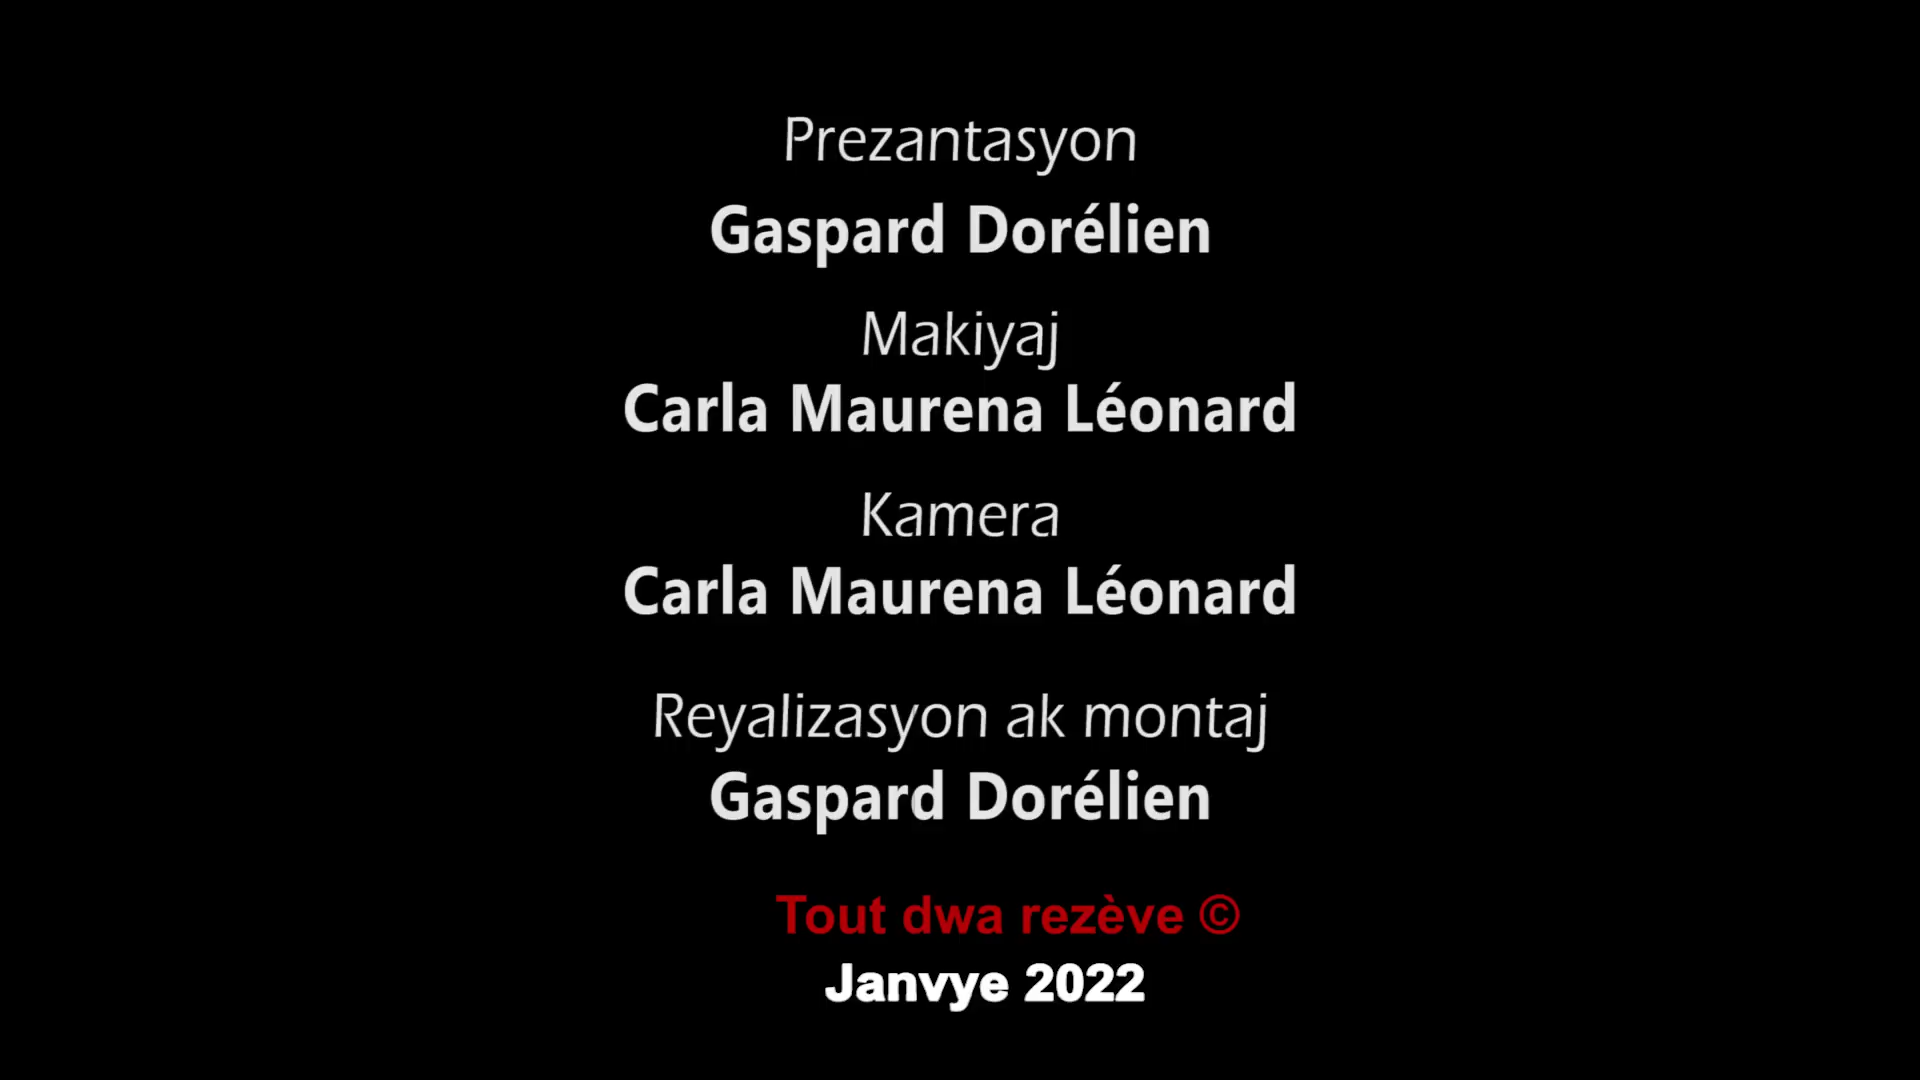 Prezantasyon
Gaspard Dorélien
Makiyaj
Carla Maurena Léonard
Kamera
Carla Maurena Léonard
Reyalizasyon ak montaj
Gaspard Dorélien
Tout dwa rezève ©
Janvye 2022